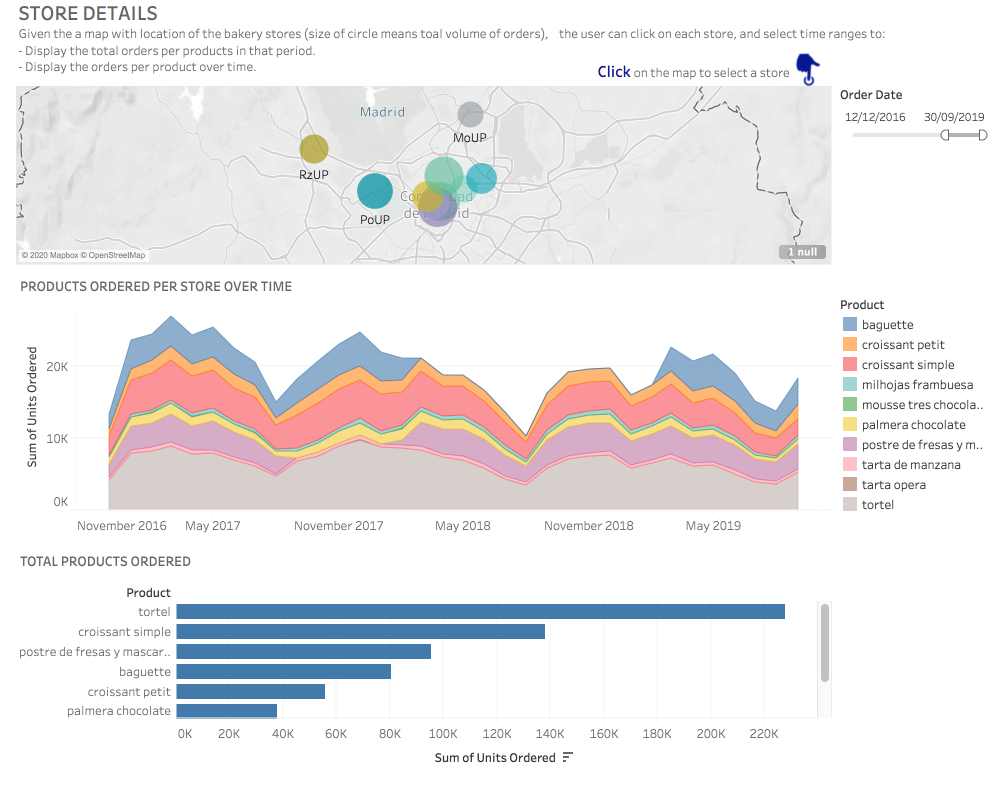 STORE DETAILS
Given the a map with location of the bakery stores (size of circle means toal volume of orders), the user can click on each store, and select time ranges to:
- Display the total orders per products in that period.
- Display the orders per product over time.
Click on the map to select a store
Order Date
12/12/2016 30/09/2019
Madrid
MoUP
RzUP
PoUP
© 2020 Mapbox © OpenStreetMap
1 null
PRODUCTS ORDERED PER STORE OVER TIME
Sum of Units Ordered
20K
10K
0K
November 2016 May 2017 November 2017 May 2018 November 2018 May 2019
Product
baguette
croissant petit
croissant simple
milhojas frambuesa
mousse tres chocola..
palmera chocolate
postre de fresas y m..
tarta de manzana
tarta opera
tortel
TOTAL PRODUCTS ORDERED
Product
tortel
croissant simple
postre de fresas y mascar..
baguette
croissant petit
palmera chocolate
0K 20K 40K 60K 80K 100K 120K 140K 160K 180K 200K 220K
Sum of Units Ordered